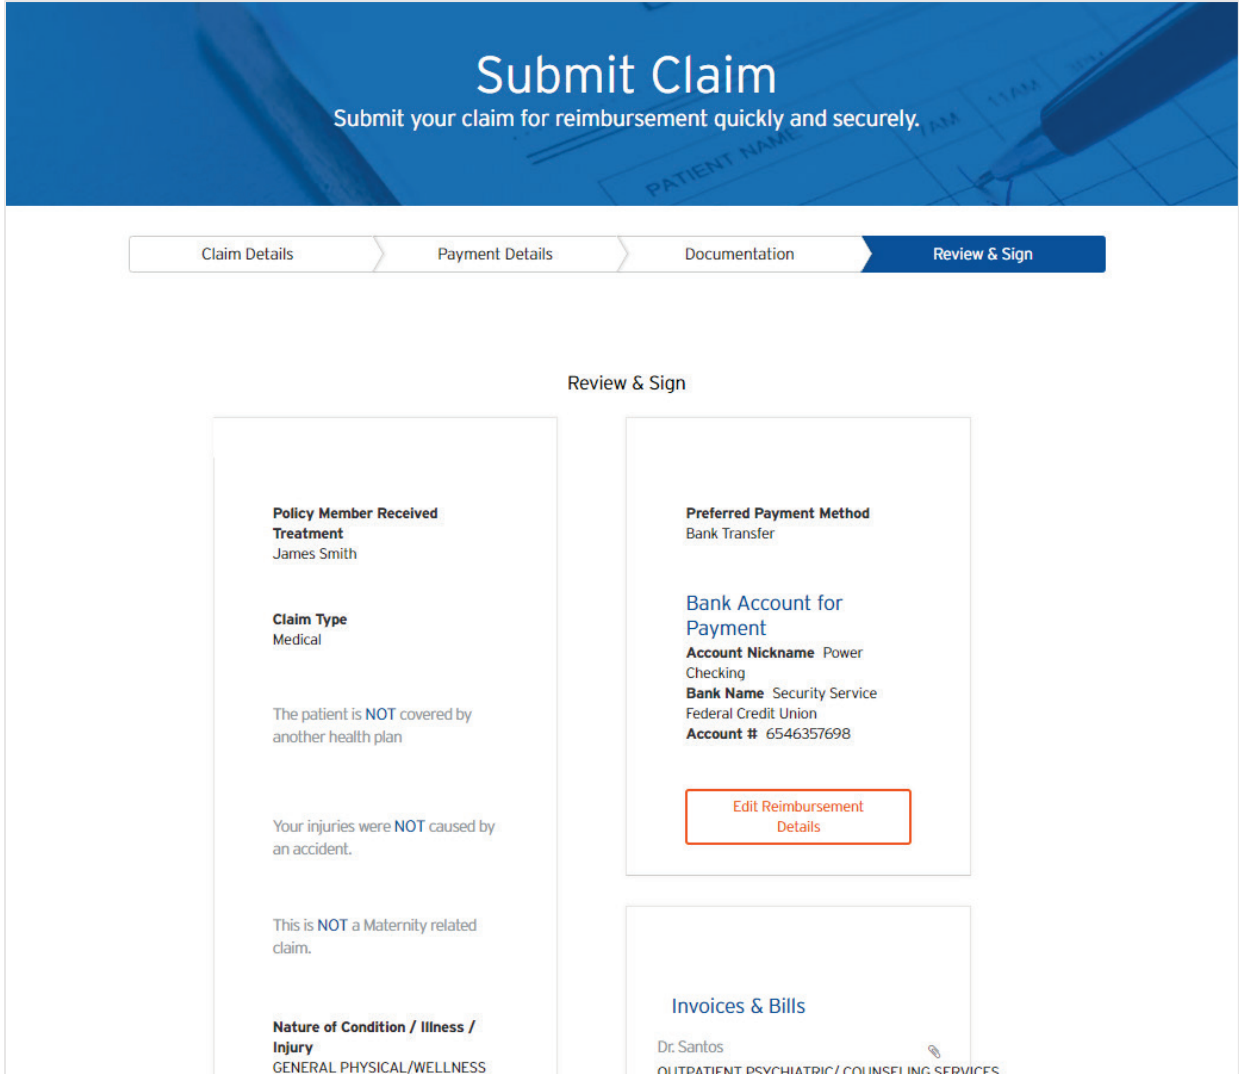 Submit Claim
Submit your claim for reimbursement quickly and securely.
PATIENT NAME
7AM
11AM
Claim Details
Payment Details
Documentation
Review & Sign
Review & Sign
Policy Member Received
Treatment
James Smith
Claim Type
Medical
The patient is NOT covered by
another health plan
Your injuries were NOT caused by
an accident.
This is NOT a Maternity related
claim.
Nature of Condition / Illness /
Injury
GENERAL PHYSICAL/WELLNESS
Preferred Payment Method
Bank Transfer
Bank Account for
Payment
Account Nickname Power
Checking
Bank Name Security Service
Federal Credit Union
Account # 6546357698
Edit Reimbursement
Details
Invoices & Bills
Dr. Santos
OUTPATIENT PSYCHIATRIC/ COUNSELING SERVICES